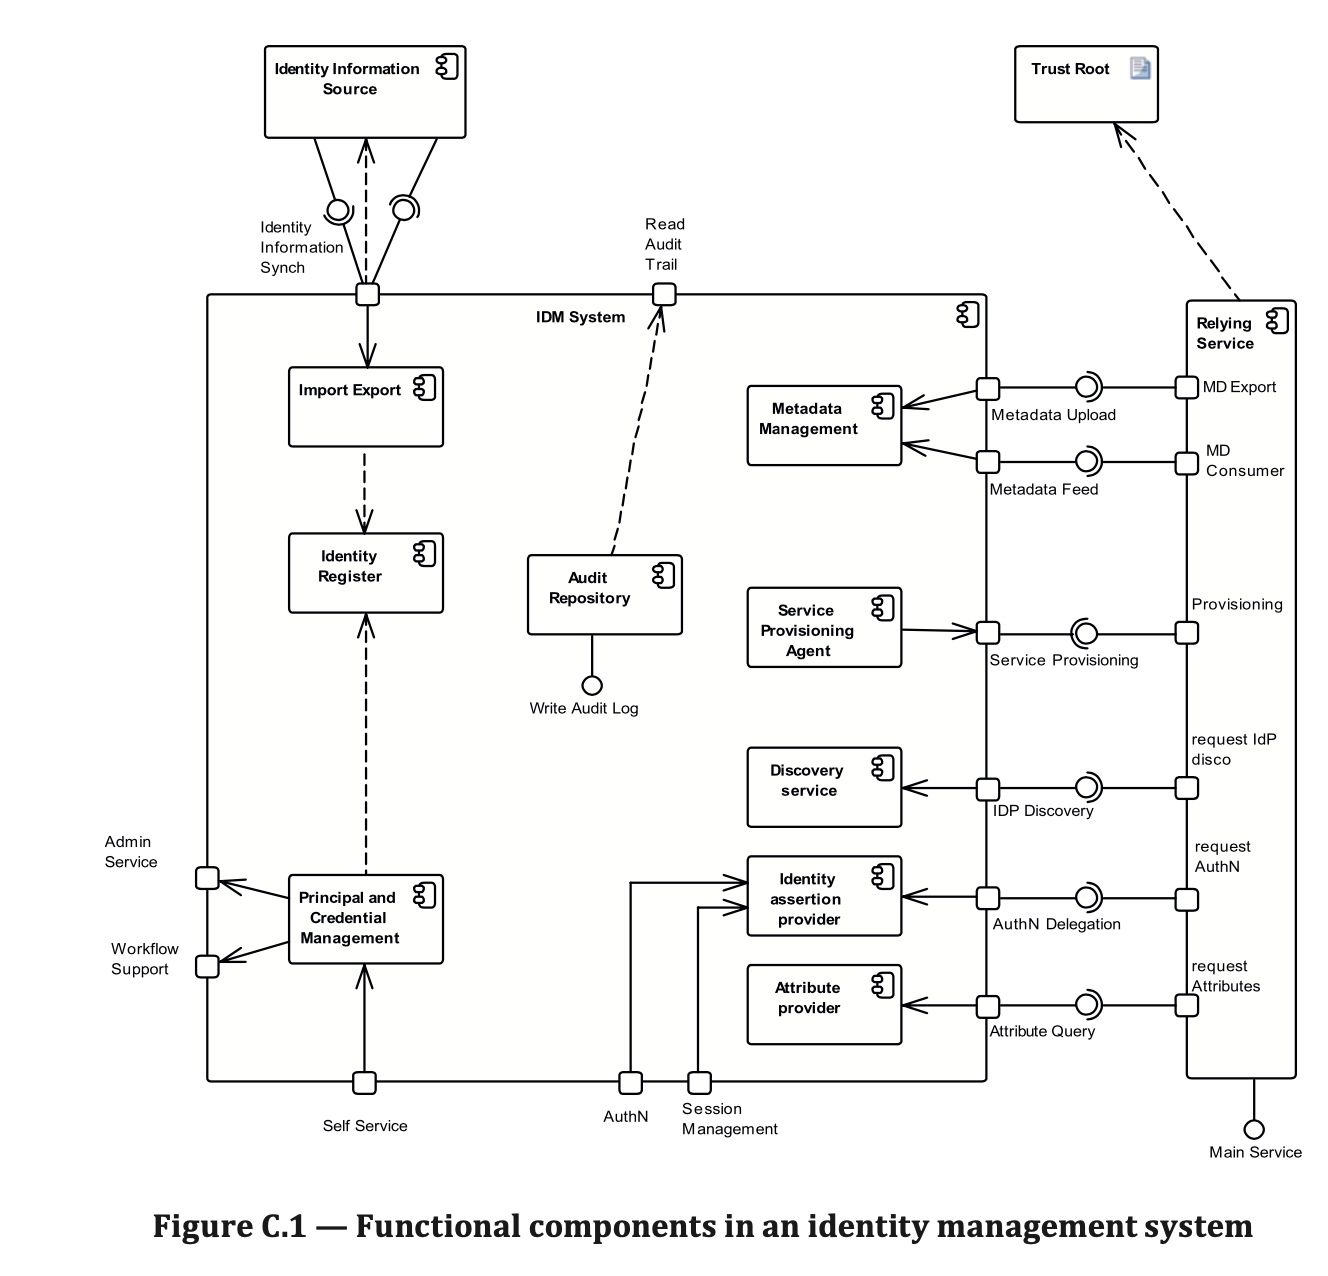 Identity Information
Source
Trust Root
Identity
Information
Synch
Read
Audit
Trail
IDM System
Relying
Service
Import Export
Metadata
Management
Metadata Upload
MD Export
Metadata Feed
MD
Consumer
Identity
Register
Audit
Repository
Write Audit Log
Service
Provisioning
Agent
Service Provisioning
Provisioning
Discovery
service
IDP Discovery
request IdP
disco
Admin
Service
Workflow
Support
Principal and
Credential
Management
Identity
assertion
provider
AuthN Delegation
request
AuthN
Attribute
provider
Attribute Query
request
Attributes
Self Service
AuthN
Session
Management
Main Service
Figure C.1 — Functional components in an identity management system